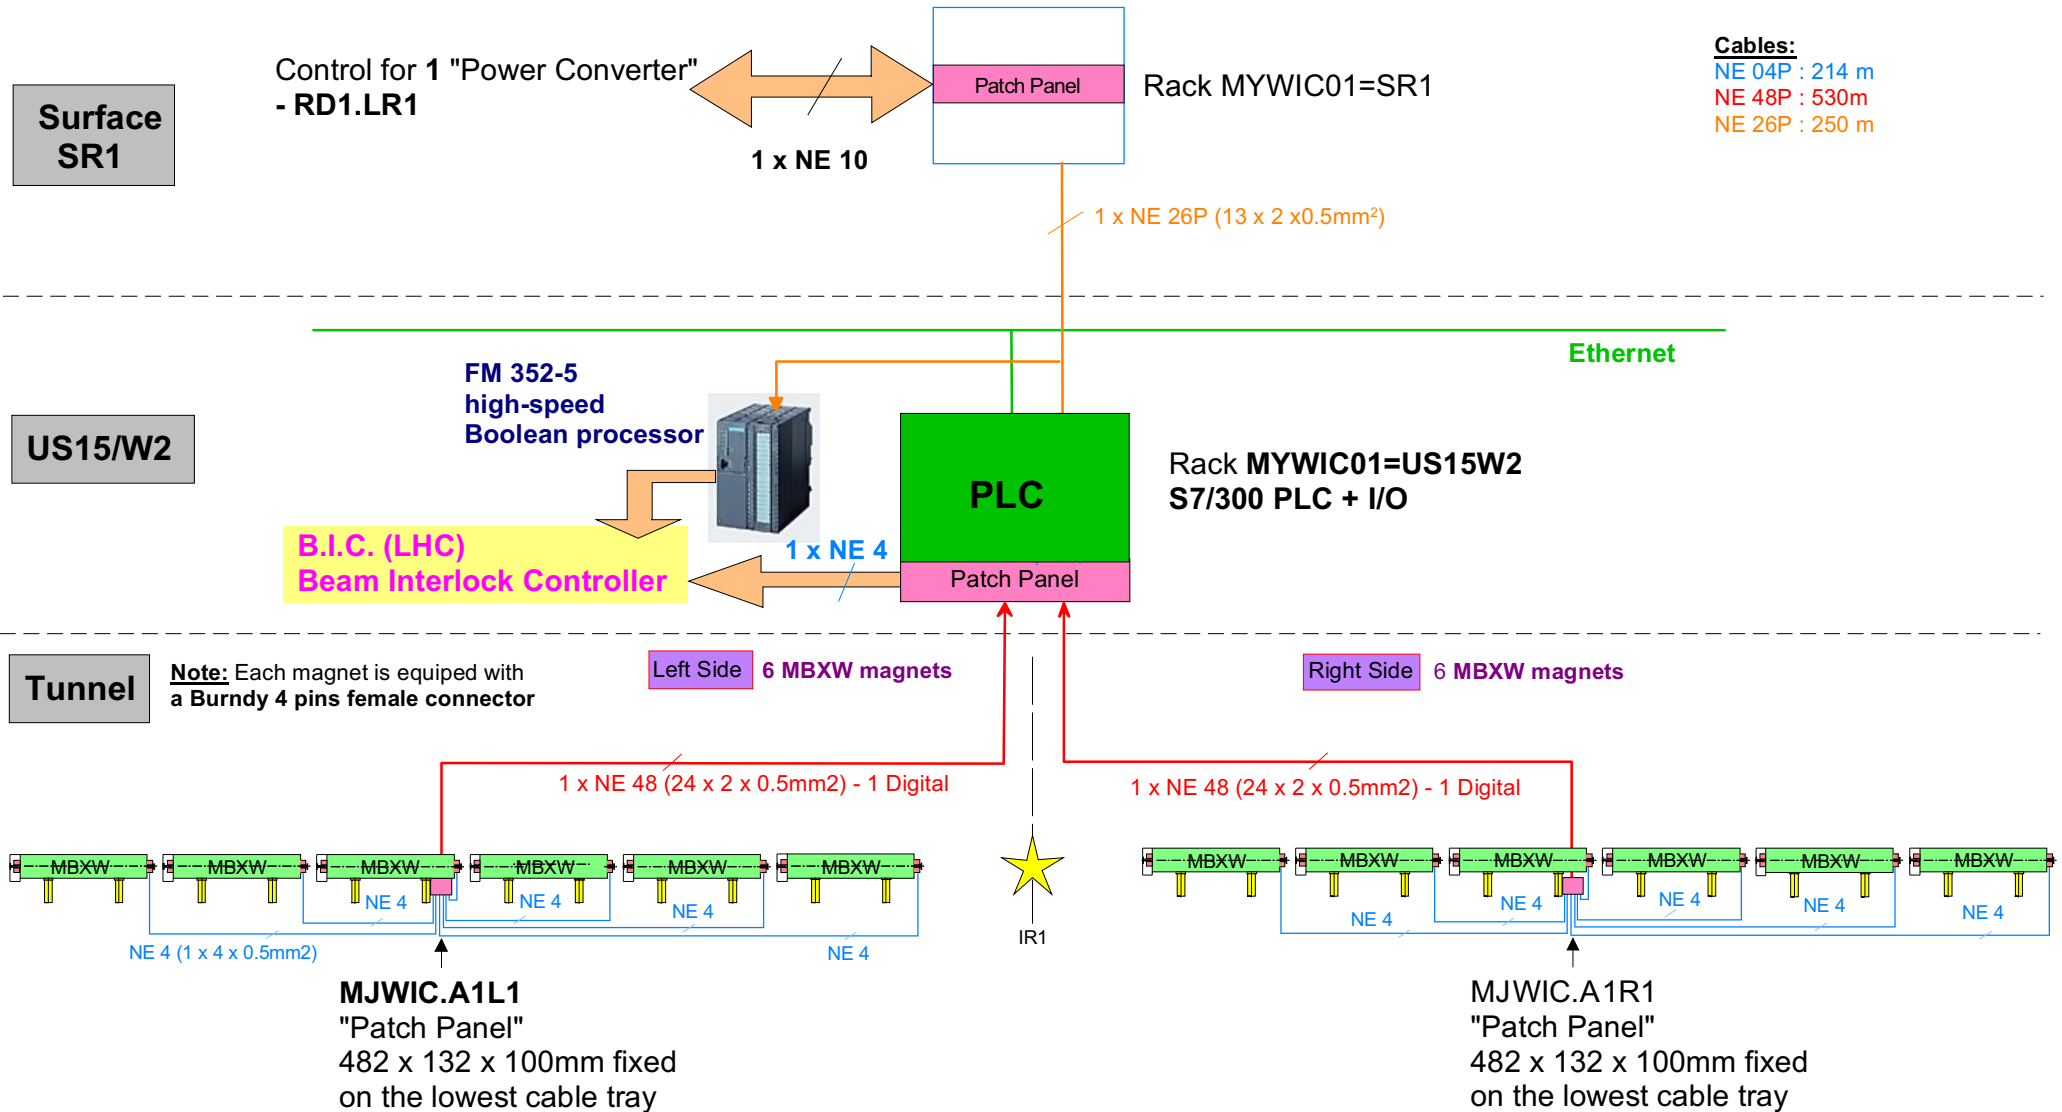 Control for 1 "Power Converter"
- RD1.LR1
Surface
SR1
1 x NE 10
Patch Panel
Rack MYWIC01=SR1
Cables:
NE 04P : 214 m
NE 48P : 530m
NE 26P : 250 m
1 x NE 26P (13 x 2 x0.5mm²)
Ethernet
FM 352-5
high-speed
Boolean processor
US15/W2
PLC
Rack MYWIC01=US15W2
S7/300 PLC + I/O
B.I.C. (LHC)
Beam Interlock Controller
1 x NE 4
Patch Panel
Tunnel
Note: Each magnet is equiped with
a Burndy 4 pins female connector
Left Side
6 MBXW magnets
Right Side
6 MBXW magnets
1 x NE 48 (24 x 2 x 0.5mm2) - 1 Digital
1 x NE 48 (24 x 2 x 0.5mm2) - 1 Digital
MBXW
MBXW
MBXW
MBXW
MBXW
MBXW
MBXW
MBXW
MBXW
MBXW
MBXW
MBXW
NE 4
NE 4
NE 4
NE 4
NE 4 (1 x 4 x 0.5mm2)
IR1
NE 4
NE 4
NE 4
NE 4
NE 4
MJWIC.A1L1
"Patch Panel"
482 x 132 x 100mm fixed
on the lowest cable tray
MJWIC.A1R1
"Patch Panel"
482 x 132 x 100mm fixed
on the lowest cable tray